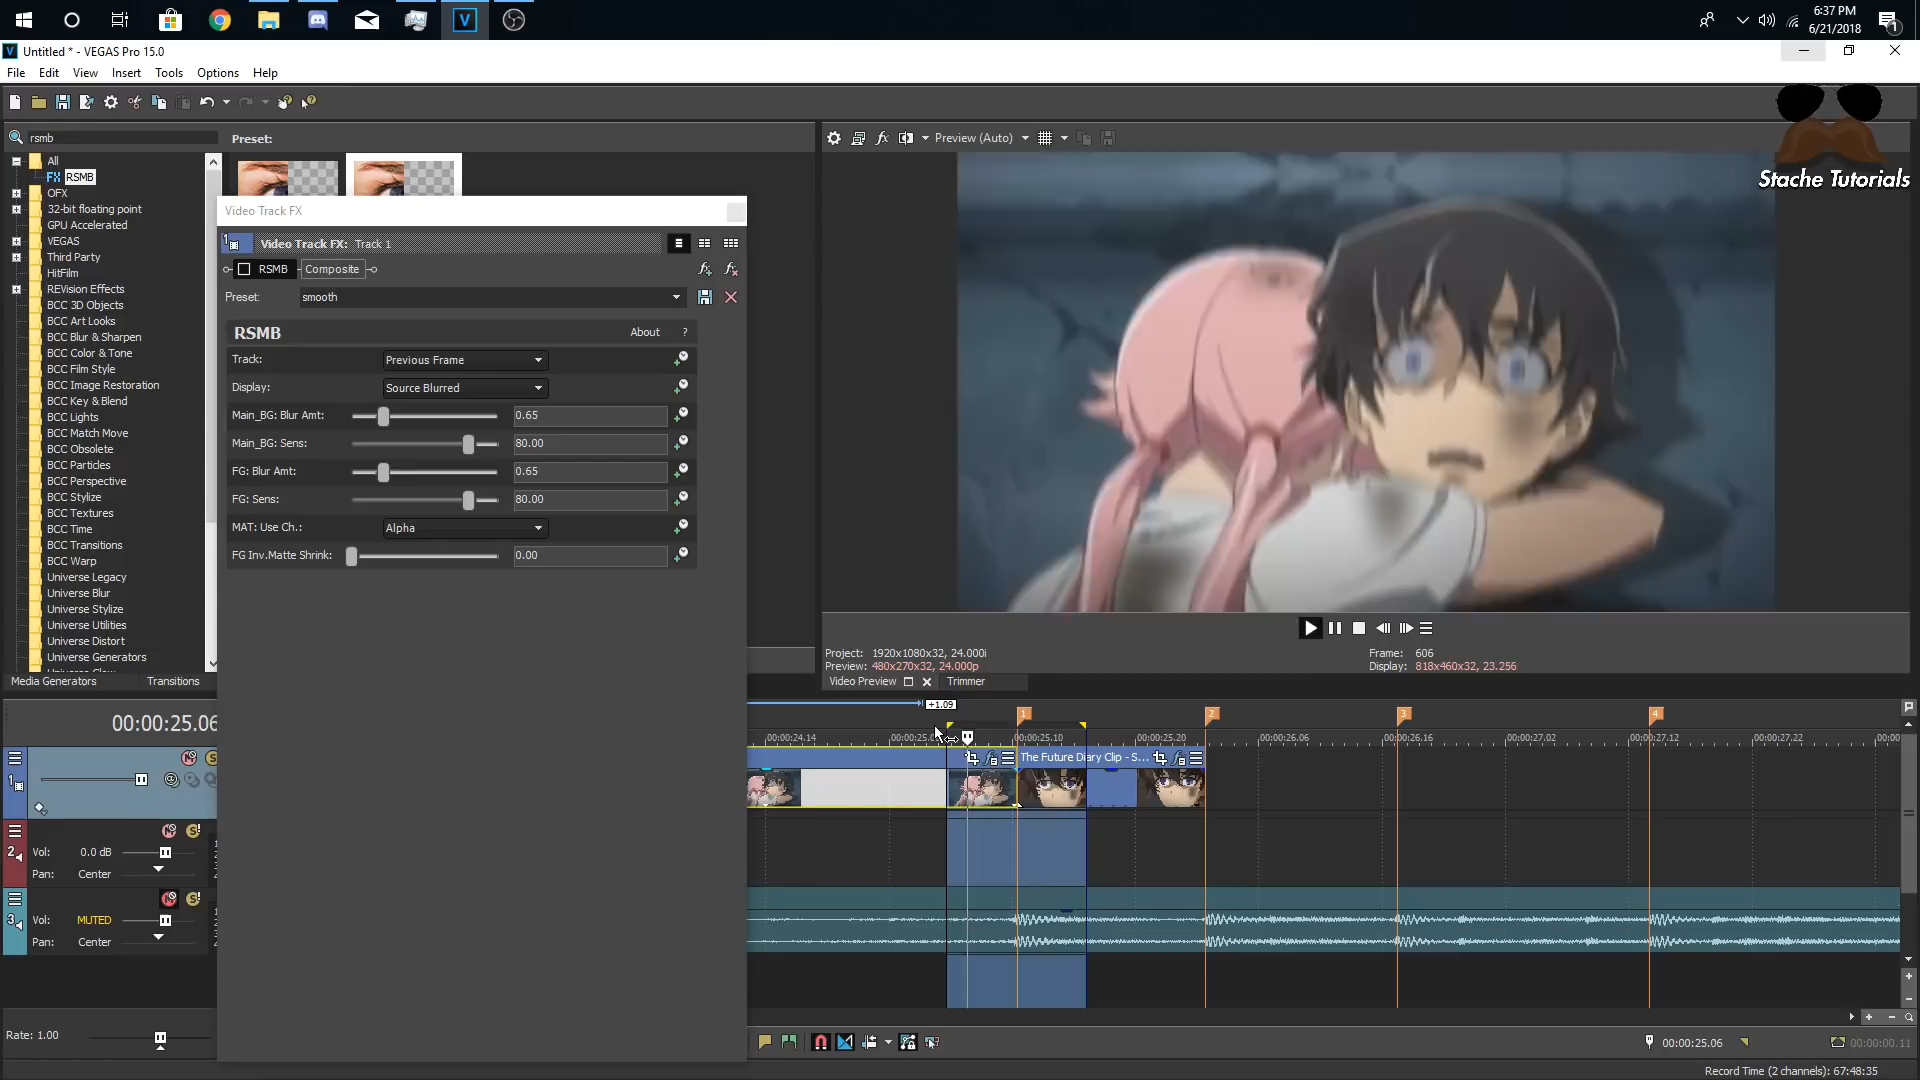 6:37 PM
6/21/2018
1
Untitled * - VEGAS Pro 15.0
File Edit View Insert Tools Options Help
rsmb
Preset:
All
FX RSMB
OFX
32-bit floating point
GPU Accelerated
VEGAS
Third Party
HitFilm
REVision Effects
BCC 3D Objects
BCC Art Looks
BCC Blur & Sharpen
BCC Color & Tone
BCC Film Style
BCC Image Restoration
BCC Key & Blend
BCC Lights
BCC Match Move
BCC Obsolete
BCC Particles
BCC Perspective
BCC Stylize
BCC Textures
BCC Time
BCC Transitions
BCC Warp
Universe Legacy
Universe Blur
Universe Stylize
Universe Utilities
Universe Distort
Universe Generators
Media Generators Transitions
Video Track FX
Video Track FX: Track 1
RSMB Composite
Preset: smooth
RSMB About ?
Track: Previous Frame
Display: Source Blurred
Main_BG: Blur Amt: 0.65
Main_BG: Sens: 80.00
FG: Blur Amt: 0.65
FG: Sens: 80.00
MAT: Use Ch.: Alpha
FG Inv.Matte Shrink: 0.00
Preview (Auto)
Stache Tutorials
Project: 1920x1080x32, 24.000i
Preview: 480x270x32, 24.000p
Frame: 606
Display: 818x460x32, 23.256
Video Preview Trimmer
00:00:25.06
+1.09
1 2 3 4
00:00:24.14 00:00:25.10 00:00:25.20 00:00:26.06 00:00:26.16 00:00:27.02 00:00:27.12 00:00:27.22
The Future Diary Clip - S...
1
2
Vol: 0.0 dB
Pan: Center
3
Vol: MUTED
Pan: Center
Rate: 1.00
00:00:25.06
00:00:00.11
Record Time (2 channels): 67:48:35